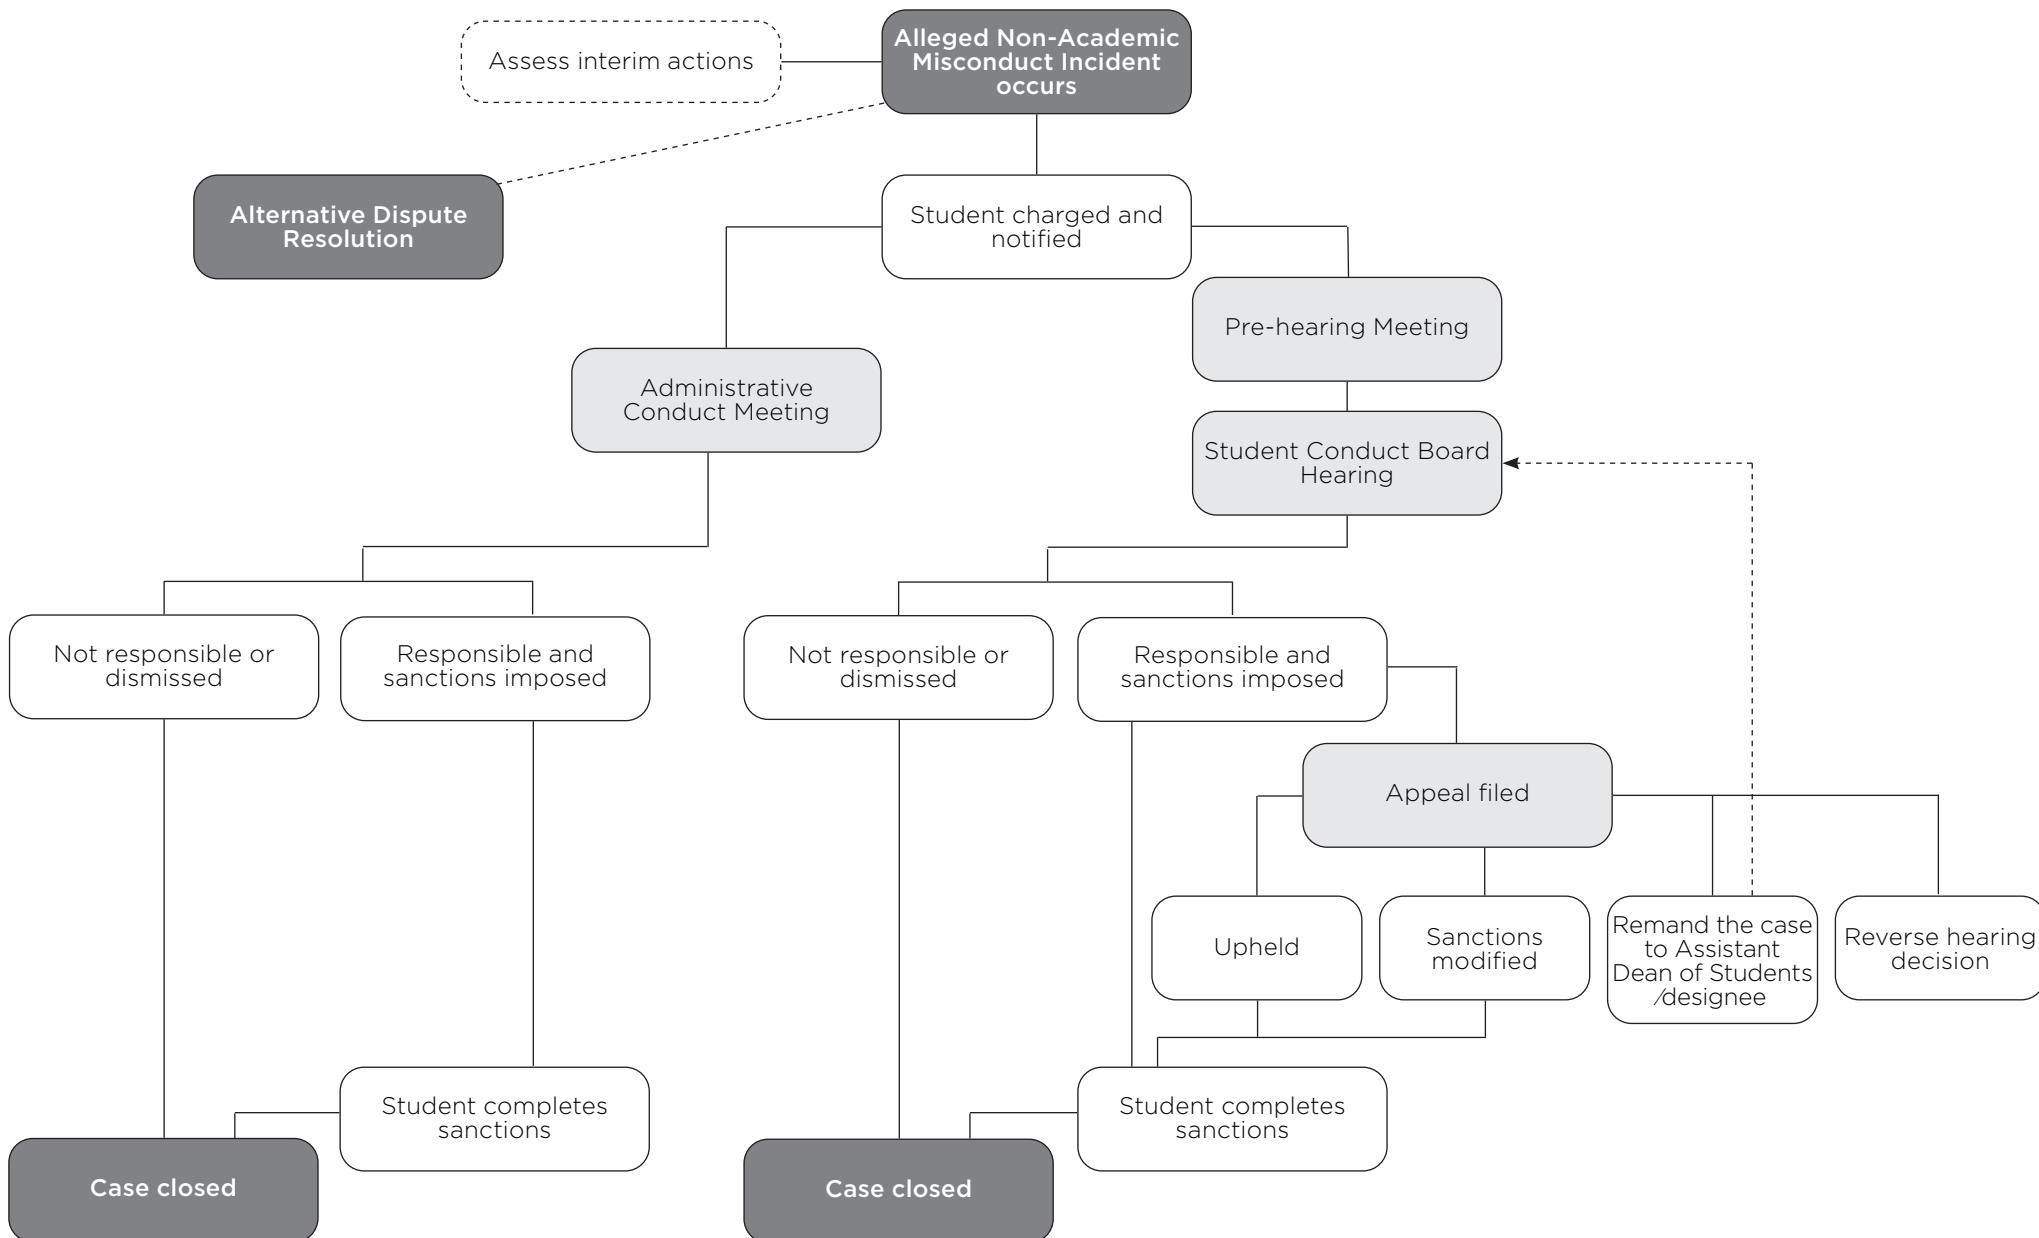 Assess interim actions
Alleged Non-Academic
Misconduct Incident
occurs
Alternative Dispute
Resolution
Student charged and
notified
Pre-hearing Meeting
Administrative
Conduct Meeting
Student Conduct Board
Hearing
Not responsible or
dismissed
Responsible and
sanctions imposed
Not responsible or
dismissed
Responsible and
sanctions imposed
Appeal filed
Upheld
Sanctions
modified
Remand the case
to Assistant
Dean of Students
/designee
Reverse hearing
decision
Student completes
sanctions
Student completes
sanctions
Case closed
Case closed